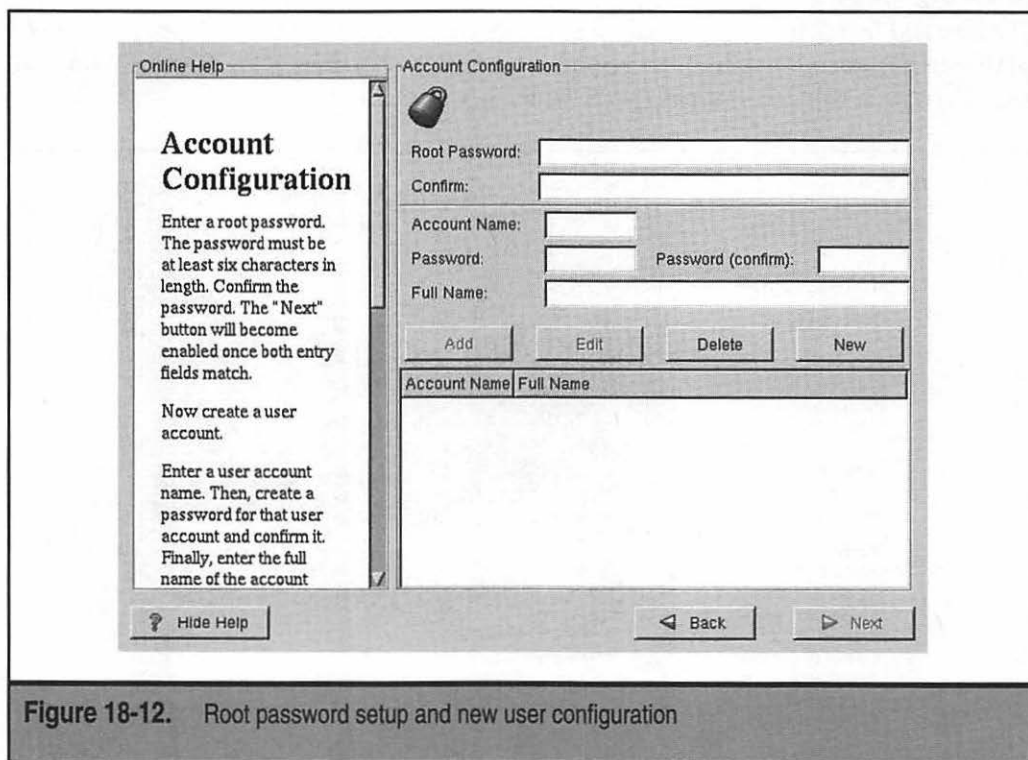 Online Help
Account
Configuration
Enter a root password.
The password must be
at least six characters in
length. Confirm the
password. The "Next"
button will become
enabled once both entry
fields match.
Now create a user
account.
Enter a user account
name. Then, create a
password for that user
account and confirm it.
Finally, enter the full
name of the account
Account Configuration
Root Password:
Confirm:
Account Name:
Password: Password (confirm):
Full Name:
Add Edit Delete New
Account Name Full Name
? Hide Help Back Next
Figure 18-12. Root password setup and new user configuration